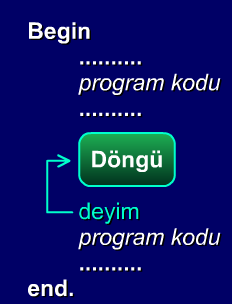 Begin
..........
program kodu
..........
Döngü
deyim
program kodu
..........
end.